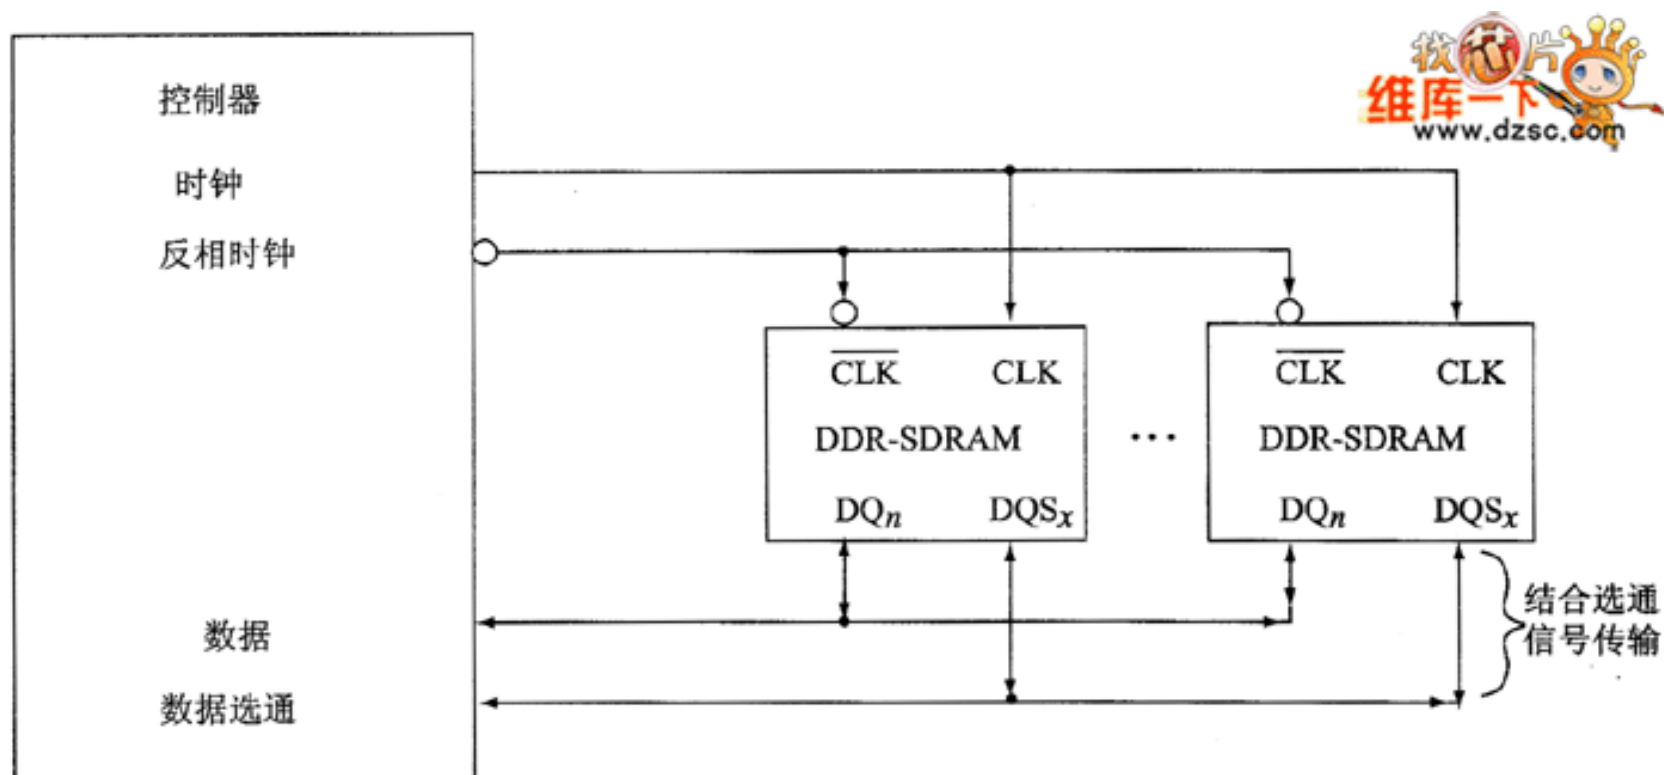 找芯片
维库一下
www.dzsc.com
控制器
时钟
反相时钟
数据
数据选通
CLK CLK
DDR-SDRAM
DQn DQSx
...
CLK CLK
DDR-SDRAM
DQn DQSx
结合选通
信号传输